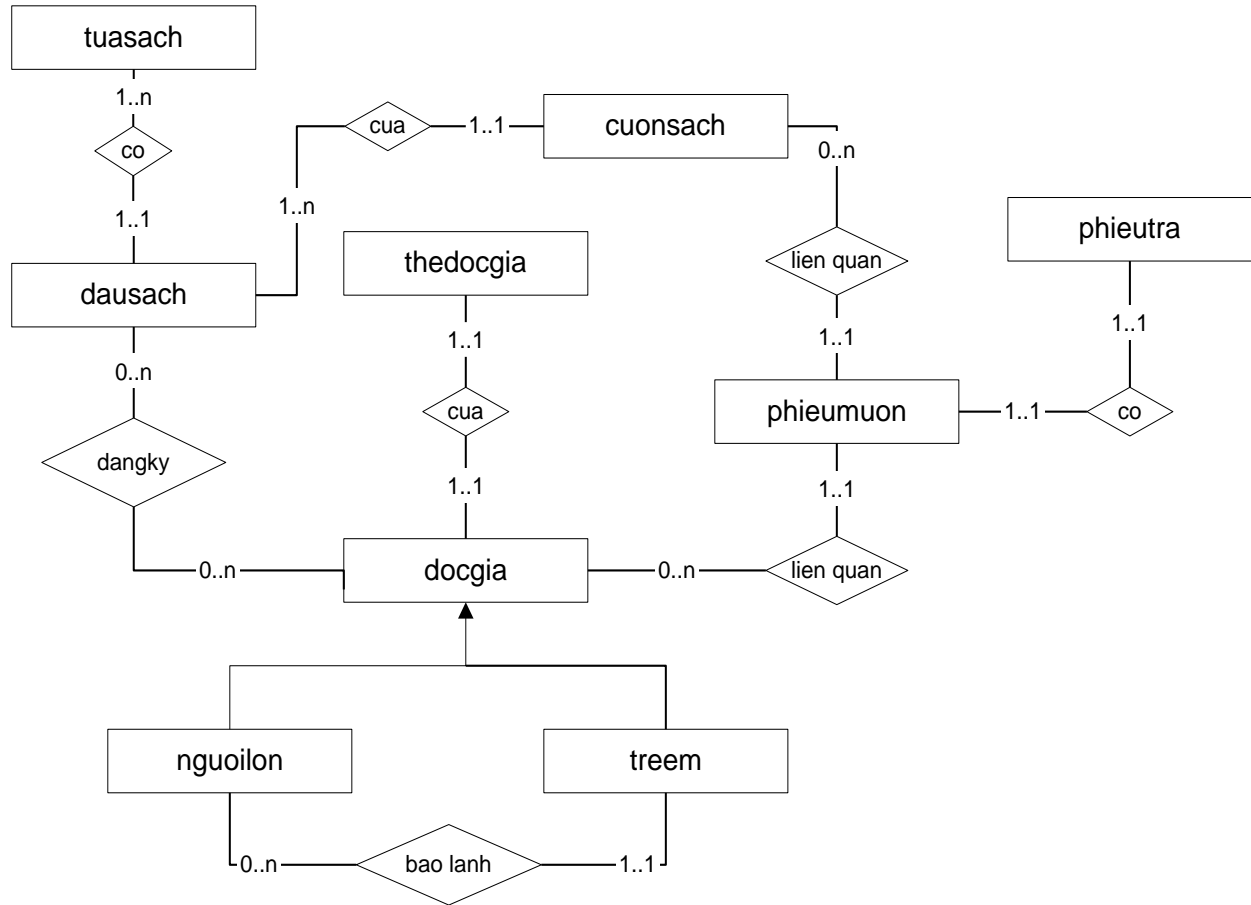 tuasach
1..n
cua
1..1
cuonsach
co
0..n
1..n
1..1
phieutra
thedocgia
lien quan
dausach
1..1
1..1
1..1
0..n
phieumuon
1..1
co
cua
dangky
1..1
1..1
0..n
docgia
0..n
lien quan
nguoilon
treem
0..n
bao lanh
1..1